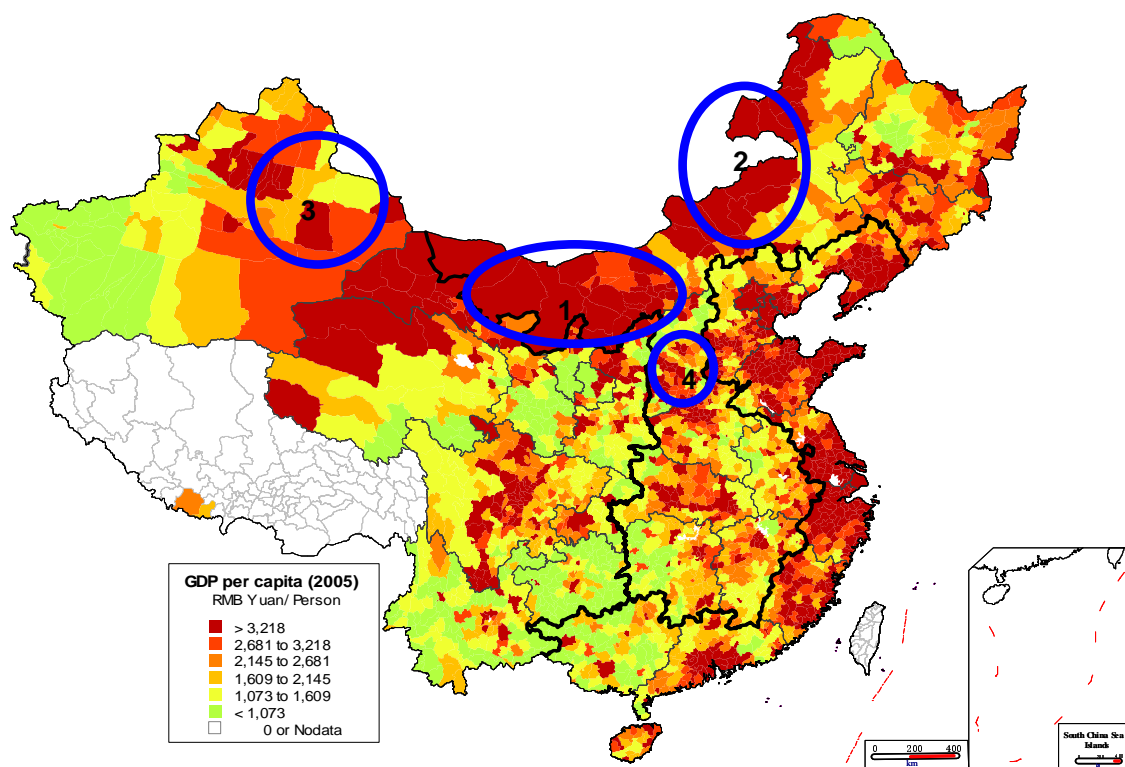 2
3
1
4
GDP per capita (2005)
RMB Yuan/ Person
> 3,218
2,681 to 3,218
2,145 to 2,681
1,609 to 2,145
1,073 to 1,609
< 1,073
0 or Nodata
0 200 400
km
South China Sea
Islands